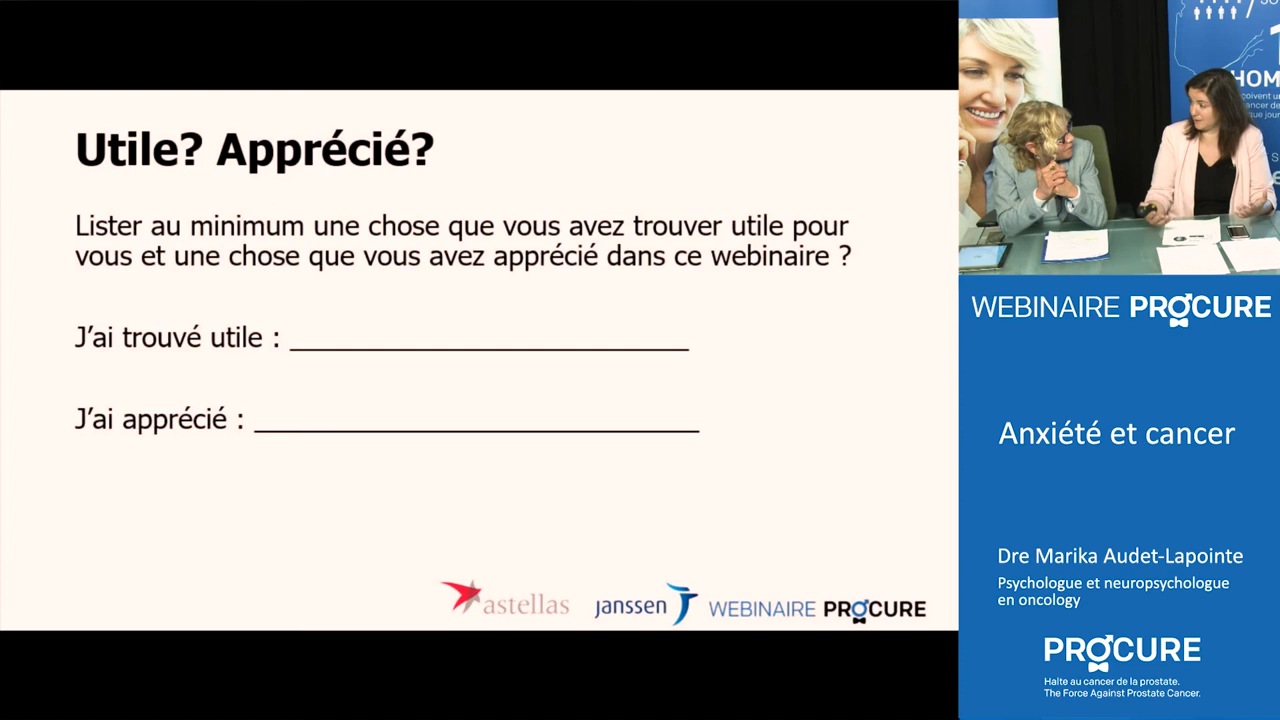 Utile? Apprécié?
Lister au minimum une chose que vous avez trouver utile pour
vous et une chose que vous avez apprécié dans ce webinaire ?
J’ai trouvé utile : ____________________________
J’ai apprécié : _______________________________
astellas
janssen
WEBINAIRE PROCURE
HOM
WEBINAIRE PROCURE
Anxiété et cancer
Dre Marika Audet-Lapointe
Psychologue et neuropsychologue
en oncology
PROCURE
Halte au cancer de la prostate.
The Force Against Prostate Cancer.